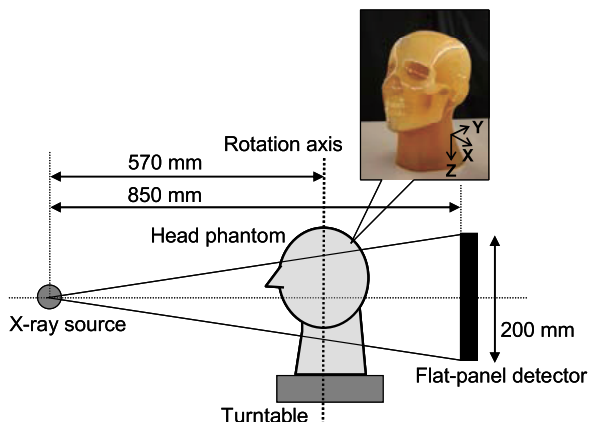 Rotation axis
570 mm
850 mm
Head phantom
Y
X
Z
X-ray source
200 mm
Flat-panel detector
Turntable